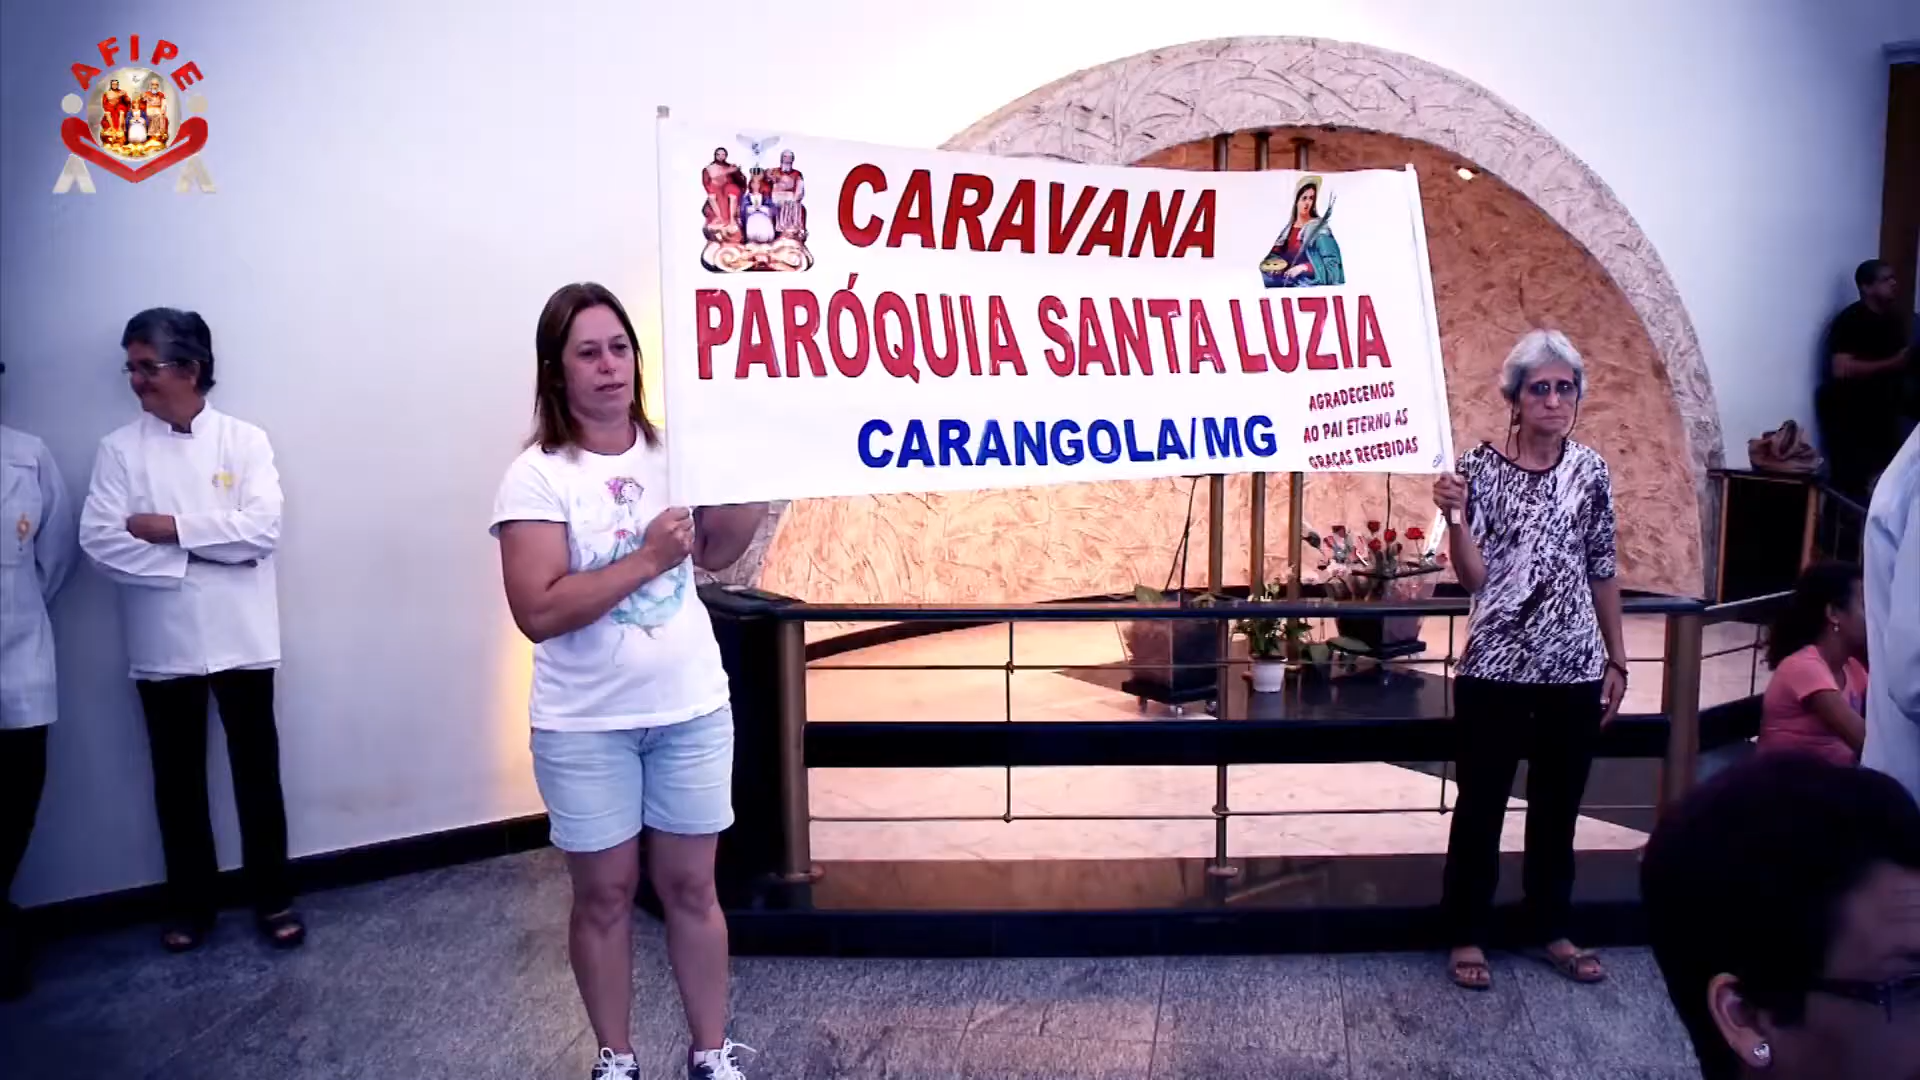 AFIPE
CARAVANA
PARÓQUIA SANTA LUZIA
CARANGOLA/MG
AGRADECEMOS
AO PAI ETERNO AS
GRAÇAS RECEBIDAS